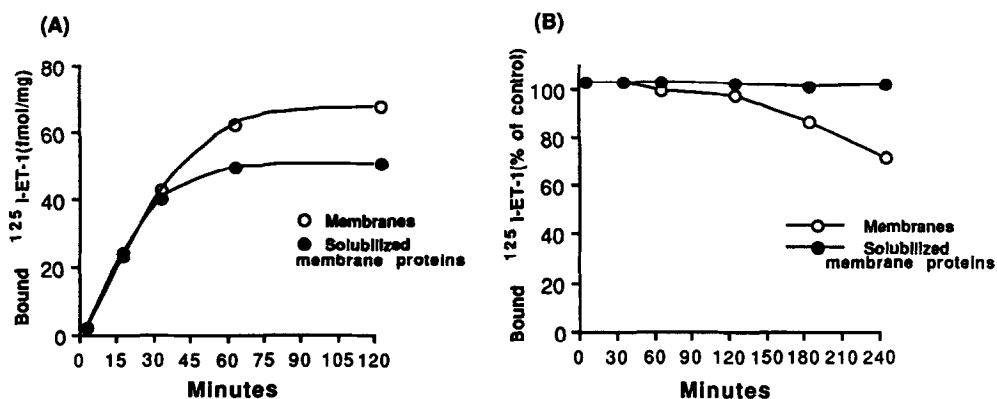 (A)
Bound 125 I-ET-1(fmol/mg)
80
60
40
20
0
0 15 30 45 60 75 90 105 120
Minutes
Membranes
Solubilized
membrane proteins
(B)
Bound 125 I-ET-1(% of control)
100
80
60
40
20
0
0 30 60 90 120 150 180 210 240
Minutes
Membranes
Solubilized
membrane proteins